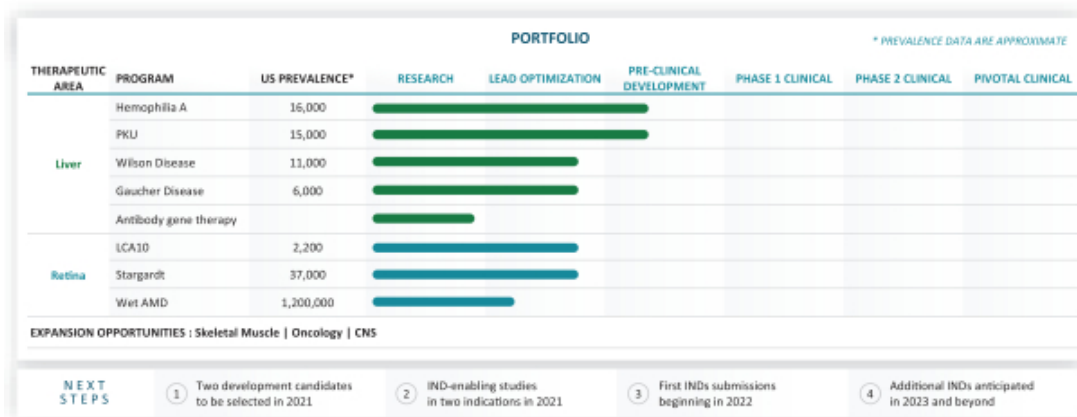 PORTFOLIO
* PREVALENCE DATA ARE APPROXIMATE
THERAPEUTIC AREA PROGRAM US PREVALENCE* RESEARCH LEAD OPTIMIZATION PRE-CLINICAL DEVELOPMENT PHASE 1 CLINICAL PHASE 2 CLINICAL PIVOTAL CLINICAL
Hemophilia A 16,000
PKU 15,000
Liver
Wilson Disease 11,000
Gaucher Disease 6,000
Antibody gene therapy
LCA10 2,200
Retina
Stargardt 37,000
Wet AMD 1,200,000
EXPANSION OPPORTUNITIES : Skeletal Muscle | Oncology | CNS
NEXT
STEPS
1
Two development candidates
to be selected in 2021
2
IND-enabling studies
in two indications in 2021
3
First INDs submissions
beginning in 2022
4
Additional INDs anticipated
in 2023 and beyond